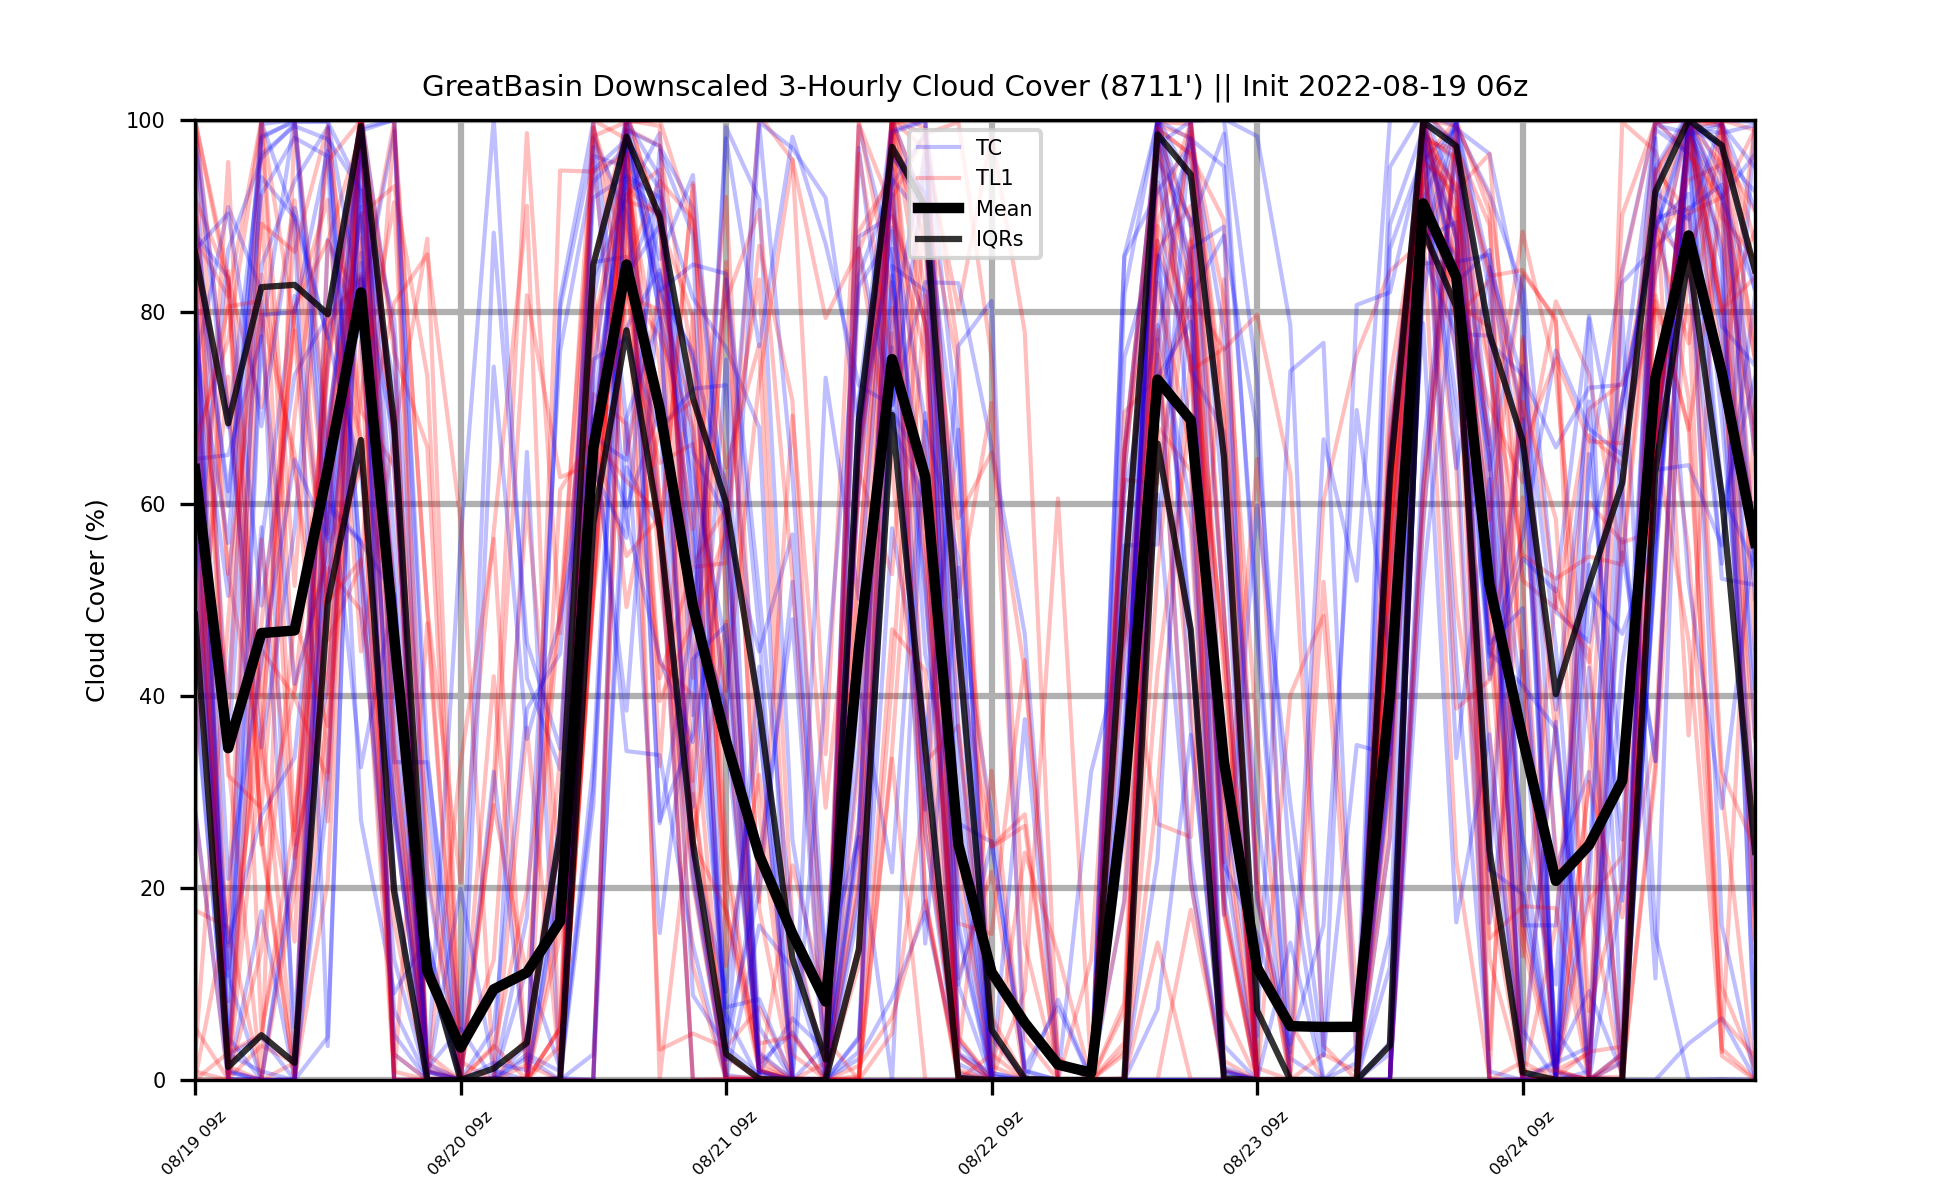 GreatBasin Downscaled 3-Hourly Cloud Cover (8711') || Init 2022-08-19 06z
100
80
60
40
20
0
Cloud Cover (%)
TC
TL1
Mean
IQRs
08/19 09z
08/20 09z
08/21 09z
08/22 09z
08/23 09z
08/24 09z